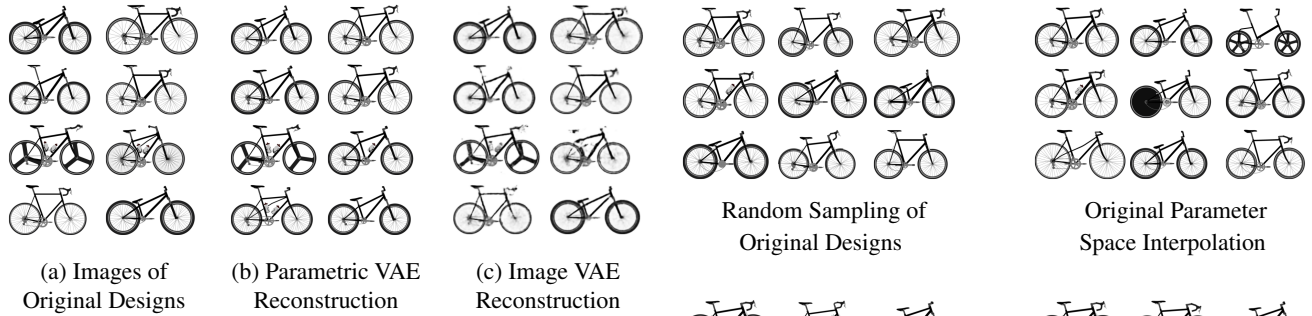 (a) Images of
Original Designs
(b) Parametric VAE
Reconstruction
(c) Image VAE
Reconstruction
Random Sampling of
Original Designs
Original Parameter
Space Interpolation